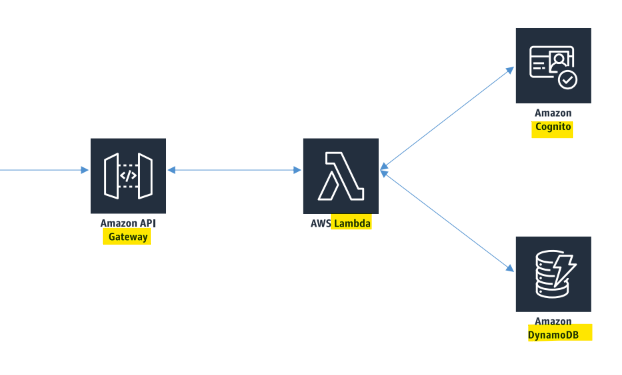 Amazon
Cognito
</>
Amazon API
Gateway
AWS Lambda
Amazon
DynamoDB